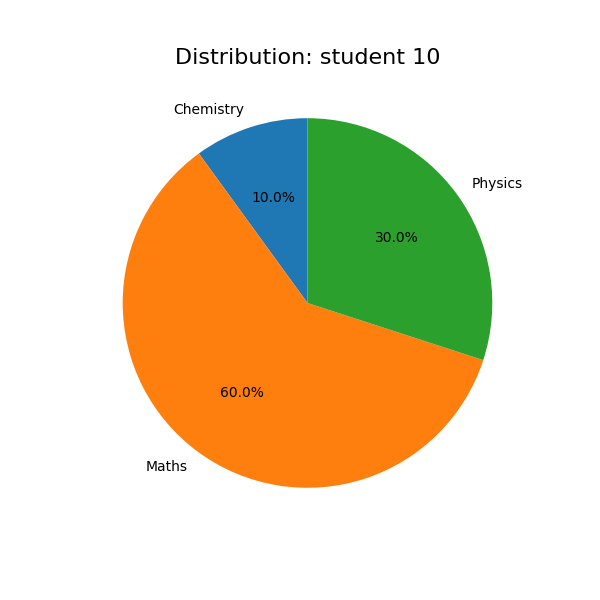 Distribution: student 10
Chemistry
Physics
10.0%
30.0%
60.0%
Maths